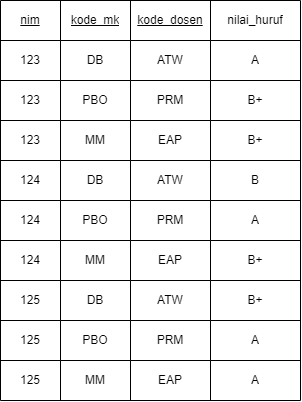 nim kode_mk kode_dosen nilai_huruf
123 DB ATW A
123 PBO PRM B+
123 MM EAP B+
124 DB ATW B
124 PBO PRM A
124 MM EAP B+
125 DB ATW B+
125 PBO PRM A
125 MM EAP A